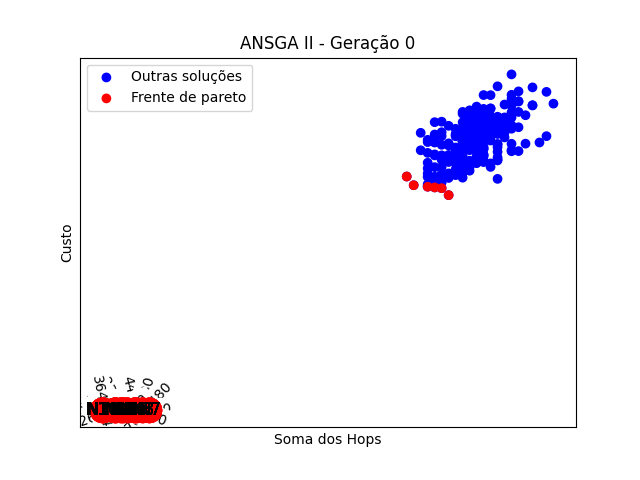 ANSGA II - Geração 0
Outras soluções
Frente de pareto
Custo
Soma dos Hops